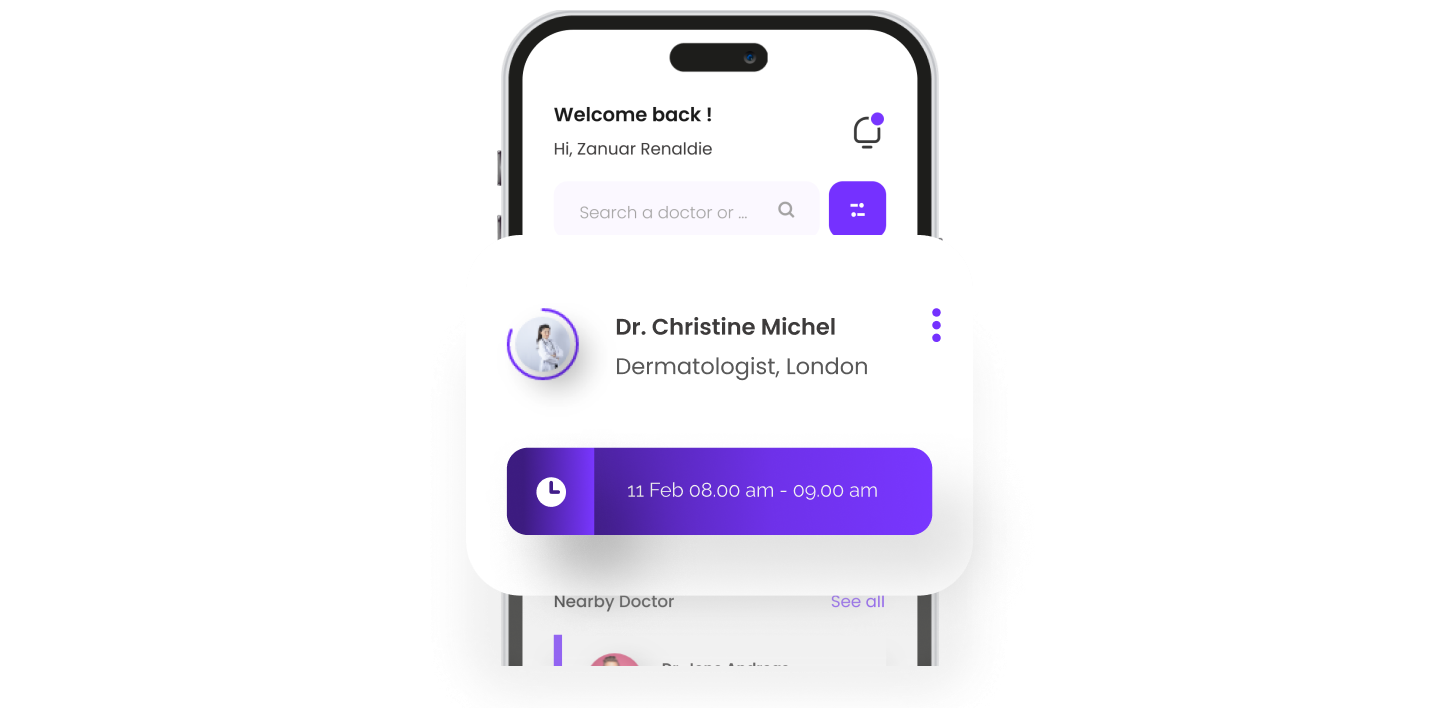 Welcome back !
Hi, Zanuar Renaldie
Search a doctor or ...
Dr. Christine Michel
Dermatologist, London
11 Feb 08.00 am - 09.00 am
Nearby Doctor
See all